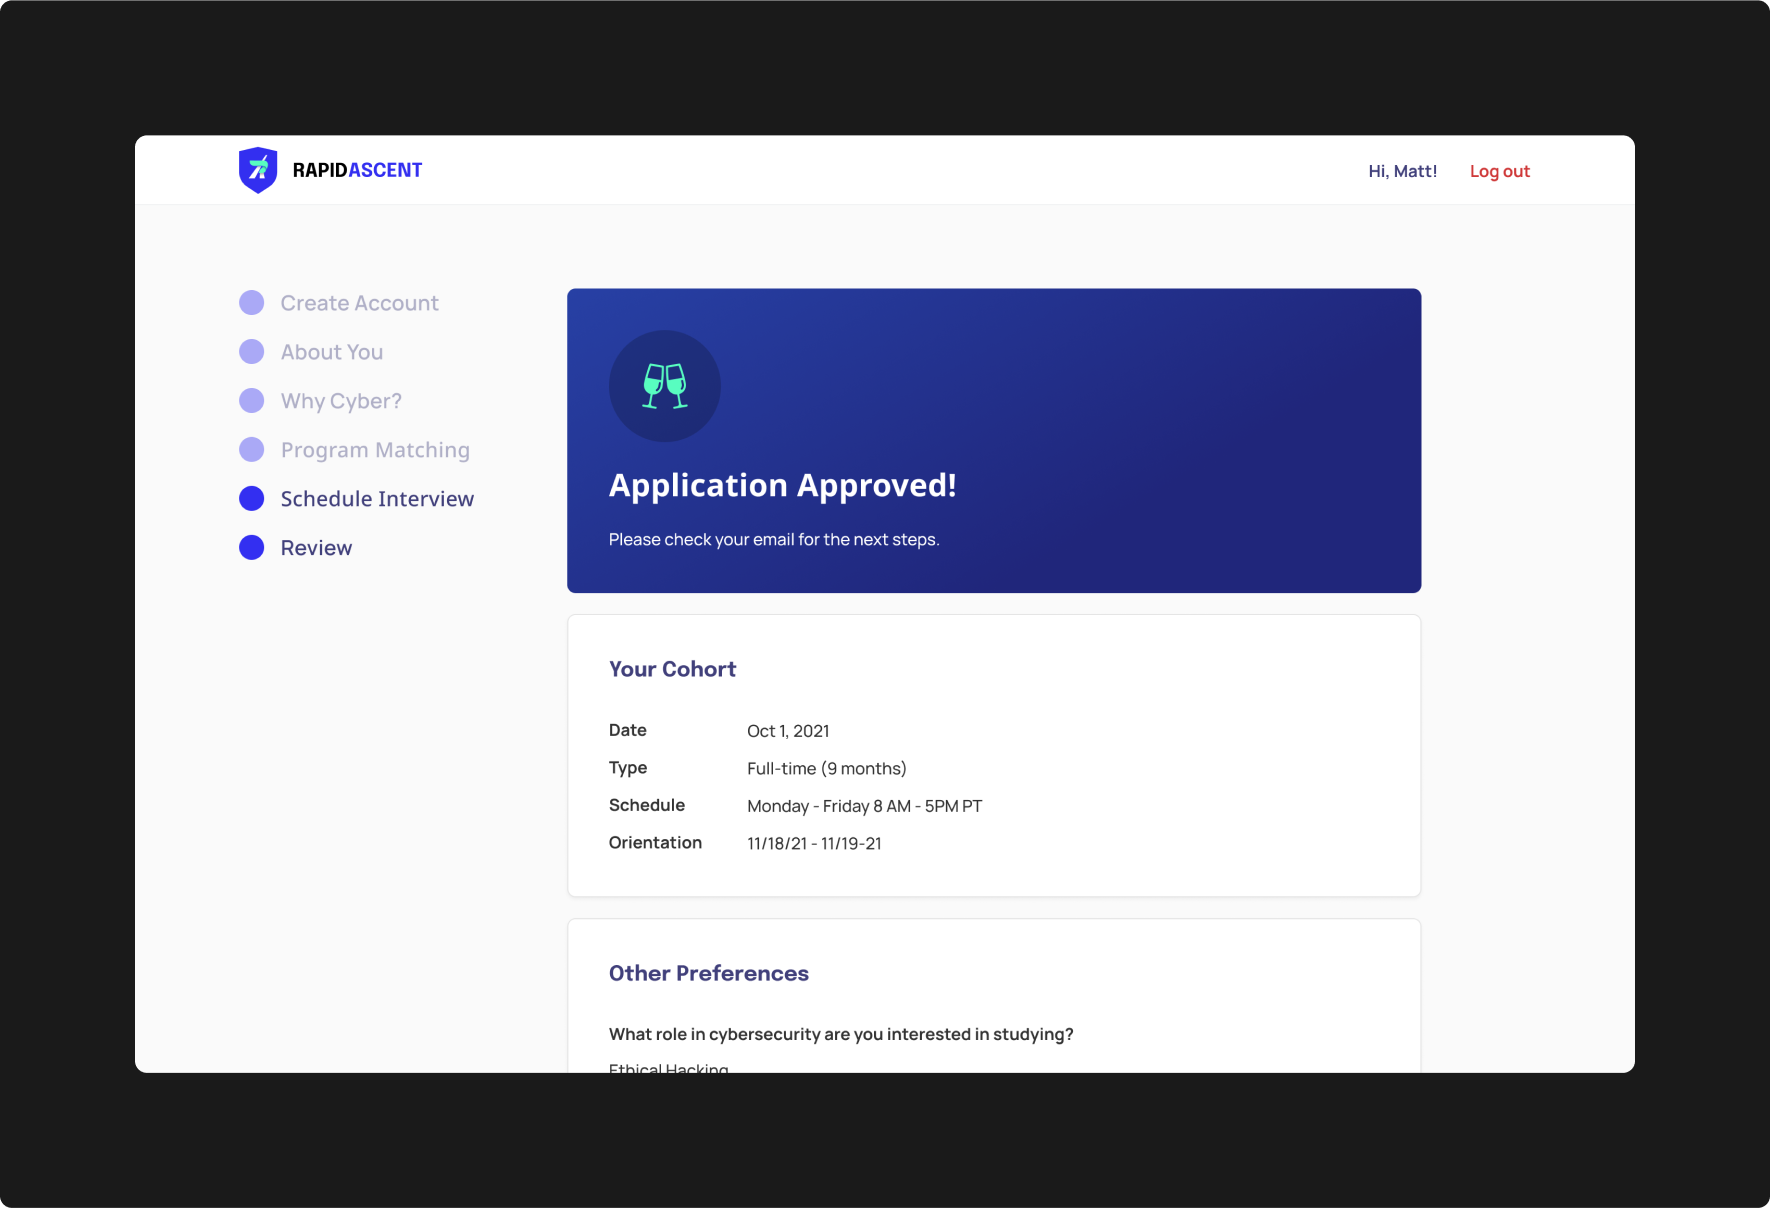 RAPIDASCENT
Hi, Matt!
Log out
Create Account
About You
Why Cyber?
Program Matching
Schedule Interview
Review
Application Approved!
Please check your email for the next steps.
Your Cohort
Date Oct 1, 2021
Type Full-time (9 months)
Schedule Monday - Friday 8 AM - 5PM PT
Orientation 11/18/21 - 11/19-21
Other Preferences
What role in cybersecurity are you interested in studying?
Ethical Hacking